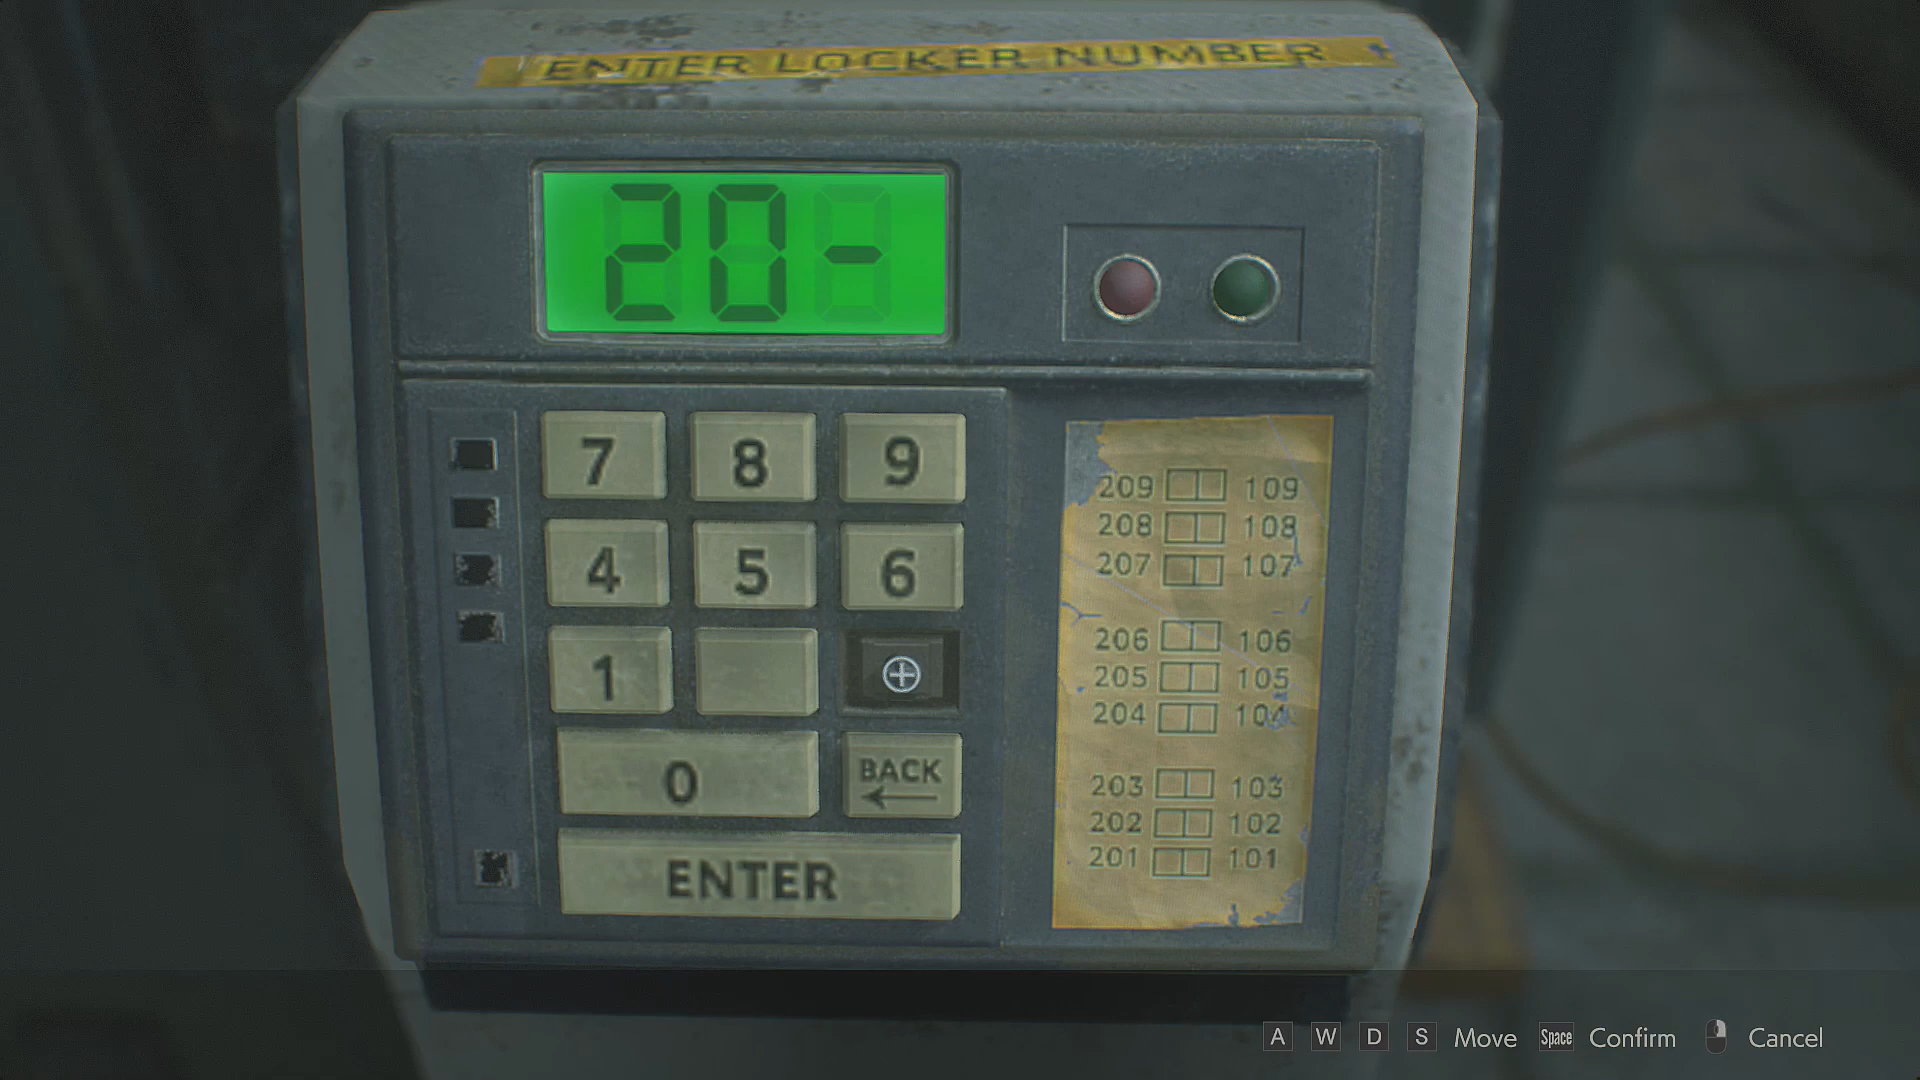 ENTER LOCKER NUMBER
20-
7 8 9
4 5 6
1
0 BACK
ENTER
209 109
208 108
207 107
206 106
205 105
204 104
203 103
202 102
201 101
A W D S Move Space Confirm Cancel